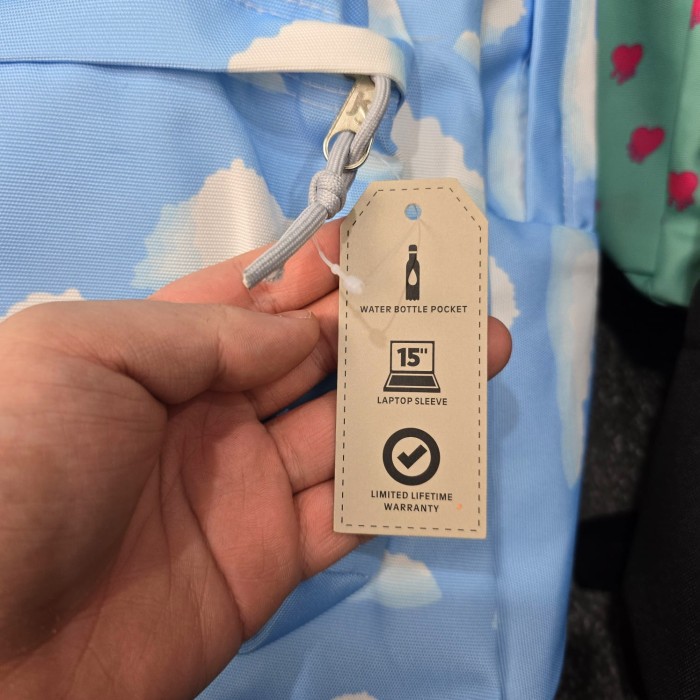 WATER BOTTLE POCKET
15"
LAPTOP SLEEVE
LIMITED LIFETIME
WARRANTY